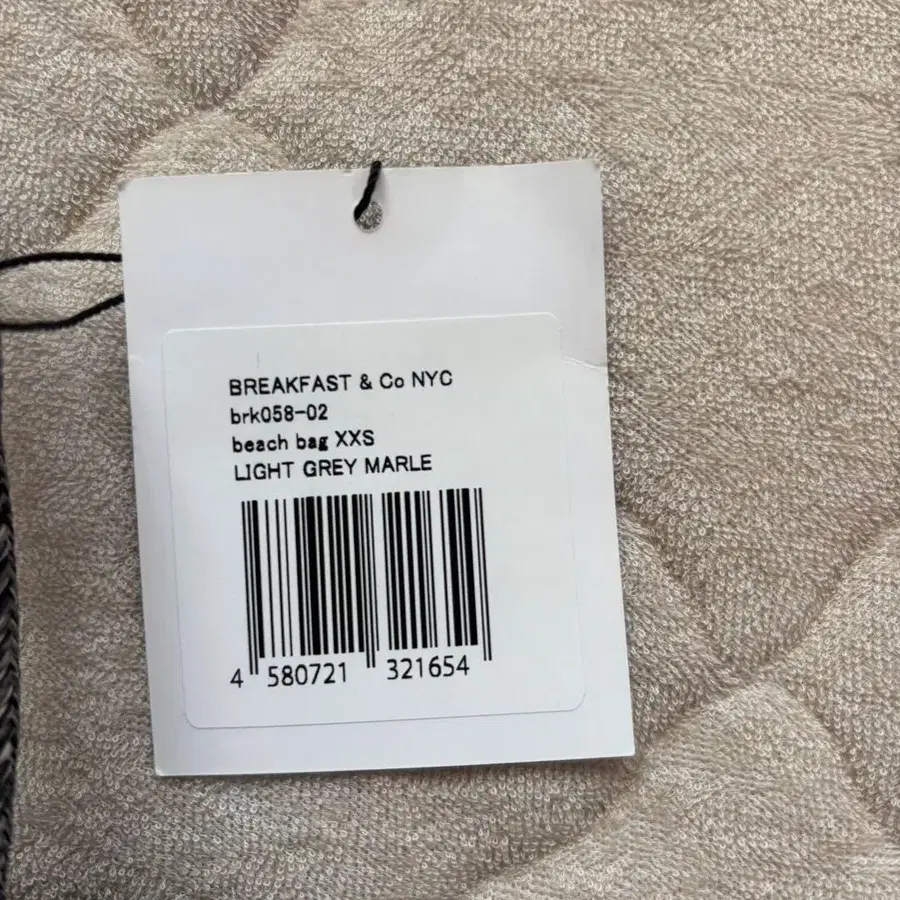 BREAKFAST & Co NYC
brk058-02
beach bag XXS
LIGHT GREY MARLE
4 580721 321654